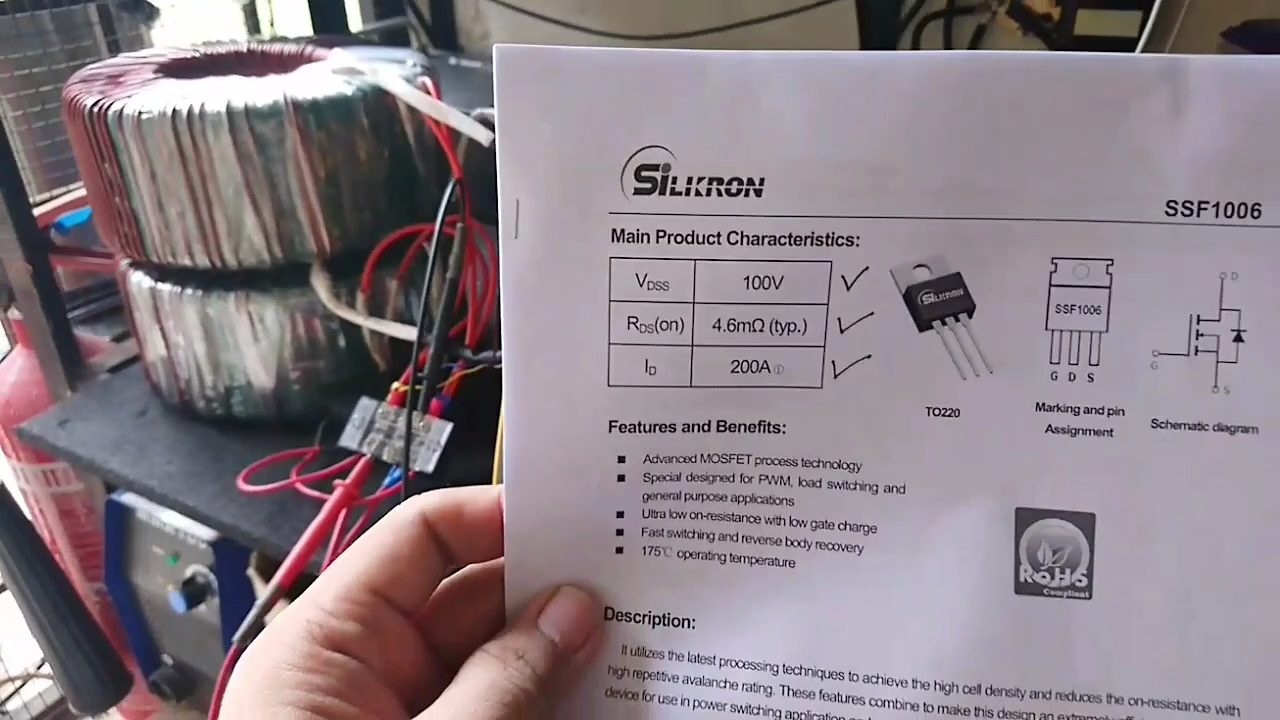 SiLIKRON
SSF1006
Main Product Characteristics:
VDSS 100V
RDS(on) 4.6mΩ (typ.)
ID 200A ①
SiLIKRON
SSF1006
G D S
D
G
S
TO220
Marking and pin
Assignment
Schematic diagram
Features and Benefits:
Advanced MOSFET process technology
Special designed for PWM, load switching and
general purpose applications
Ultra low on-resistance with low gate charge
Fast switching and reverse body recovery
175℃ operating temperature
RoHS
Compliant
Description:
It utilizes the latest processing techniques to achieve the high cell density and reduces the on-resistance with
high repetitive avalanche rating. These features combine to make this design an
device for use in power switching application